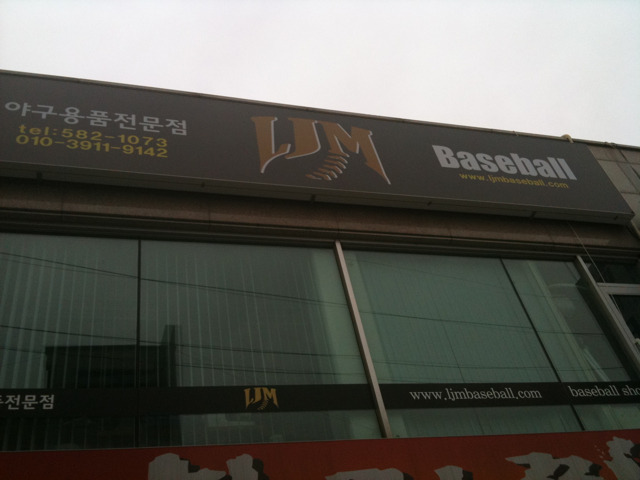 야구용품전문점
tel:582-1073
010-3911-9142
LJM
Baseball
www.ljmbaseball.com
전문점
LJM
www.ljmbaseball.com
baseball sho